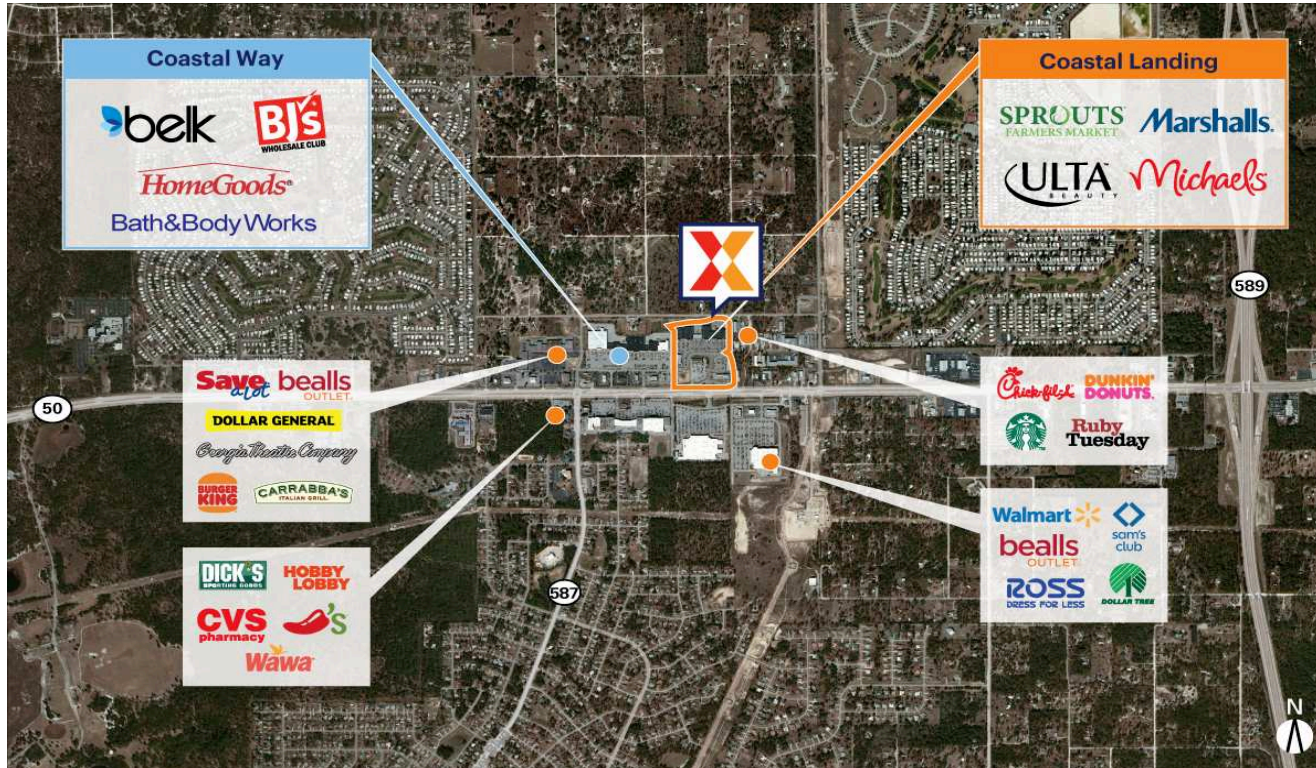 Coastal Way
belk
BJ's
WHOLESALE CLUB
HomeGoods®
Bath&Body Works
Coastal Landing
SPROUTS
FARMERS MARKET
Marshalls.
ULTA
BEAUTY
Michaels
589
50
Save
a lot
bealls
OUTLET.
DOLLAR GENERAL
Georgia Theatre Company
BURGER
KING
CARRABBA'S
ITALIAN GRILL
Chick-fil-A
DUNKIN'
DONUTS.
Ruby
Tuesday
DICK'S
SPORTING GOODS
HOBBY
LOBBY
CVS
pharmacy
's
Wawa
587
Walmart
sam's
club
bealls
OUTLET
ROSS
DRESS FOR LESS
DOLLAR TREE
N